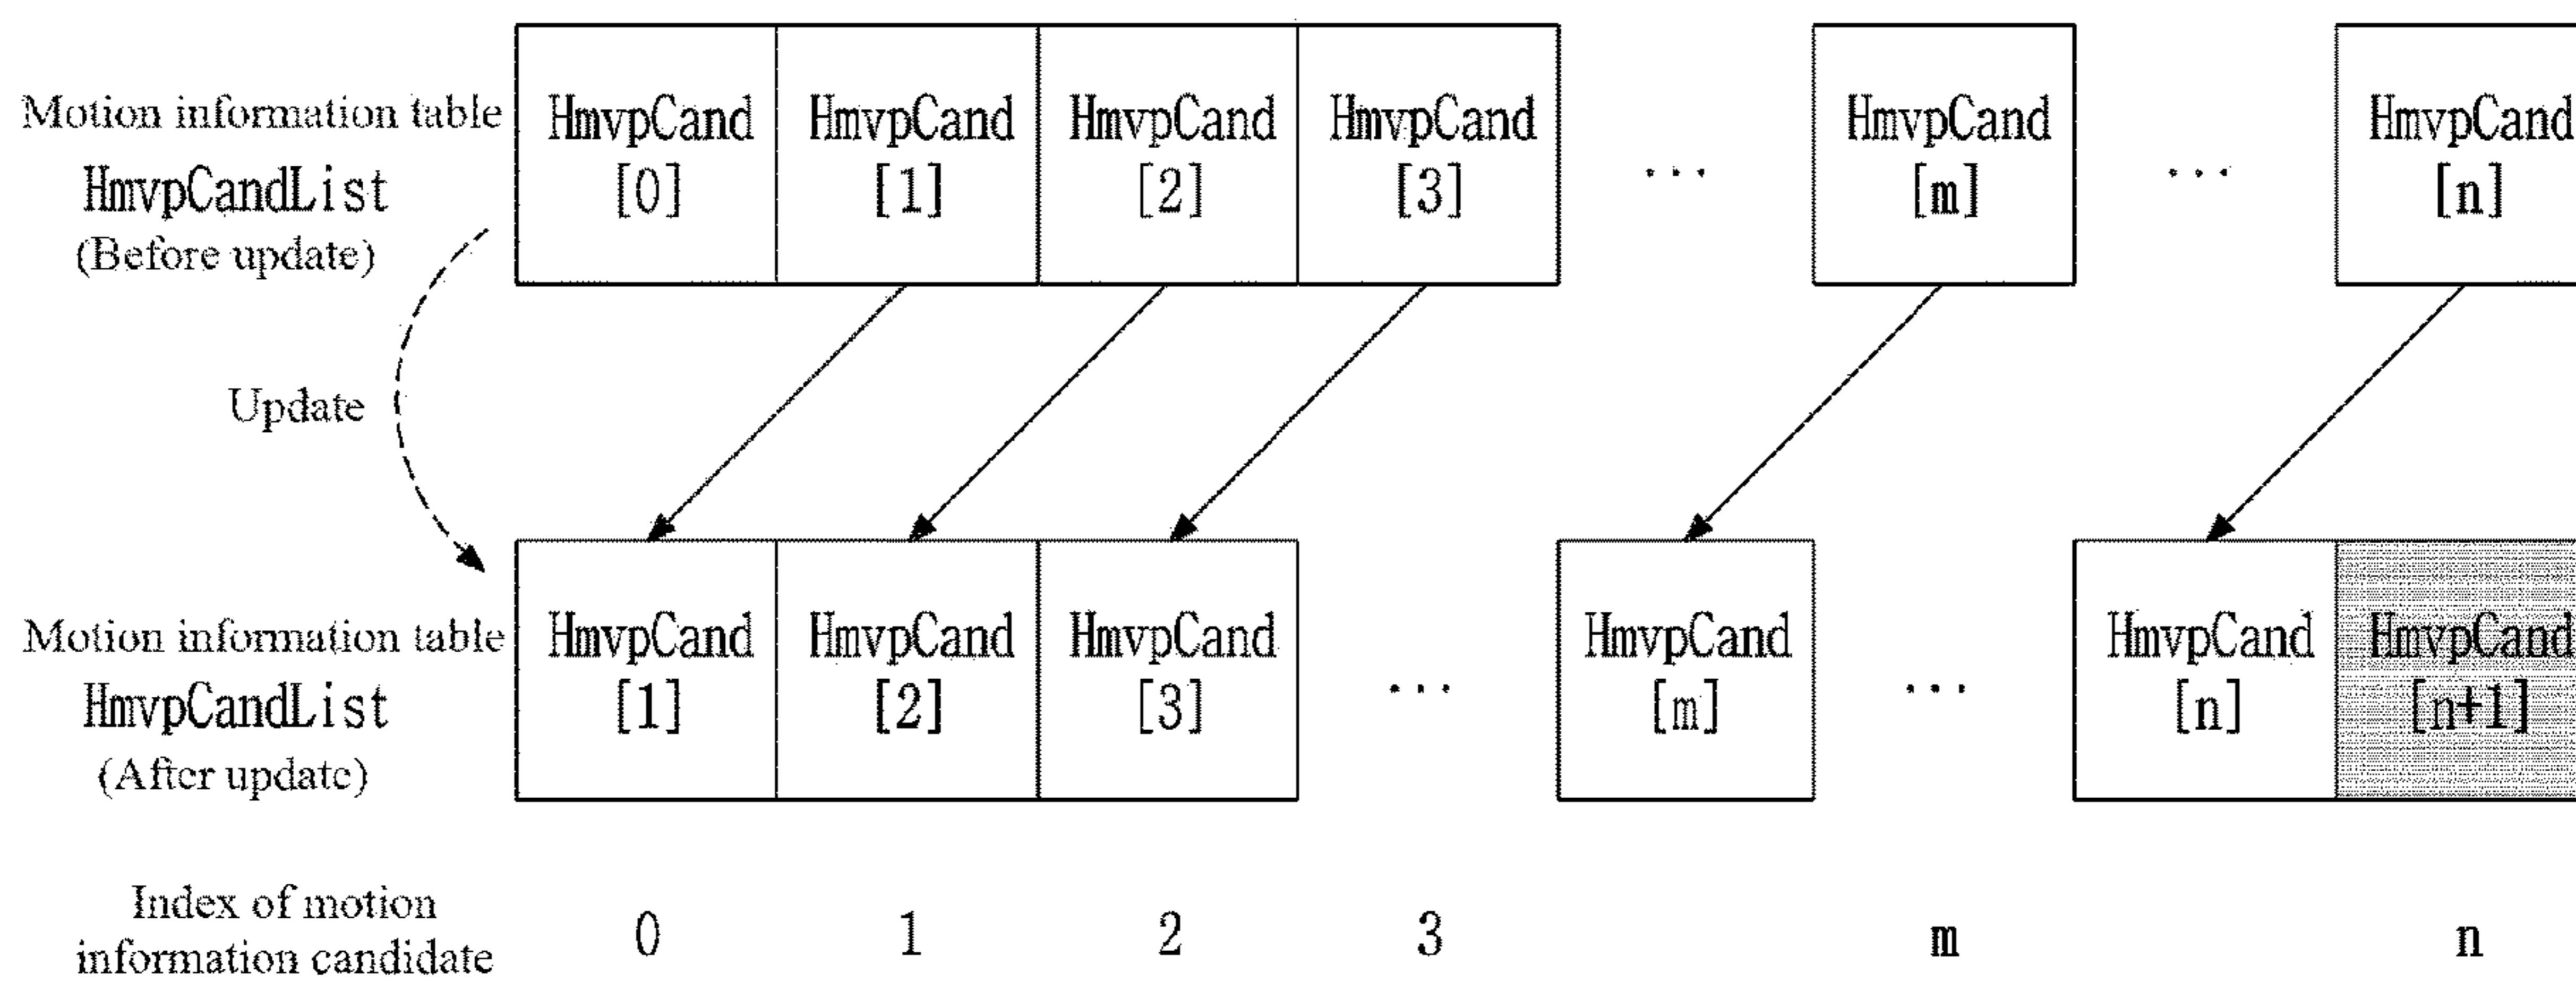 Motion information table
HmvpCandList
(Before update)
HmvpCand
[0]
HmvpCand
[1]
HmvpCand
[2]
HmvpCand
[3]
...
HmvpCand
[m]
...
HmvpCand
[n]
Update
Motion information table
HmvpCandList
(After update)
HmvpCand
[1]
HmvpCand
[2]
HmvpCand
[3]
...
HmvpCand
[m]
...
HmvpCand
[n]
HmvpCand
[n+1]
Index of motion
information candidate
0 1 2 3 m n